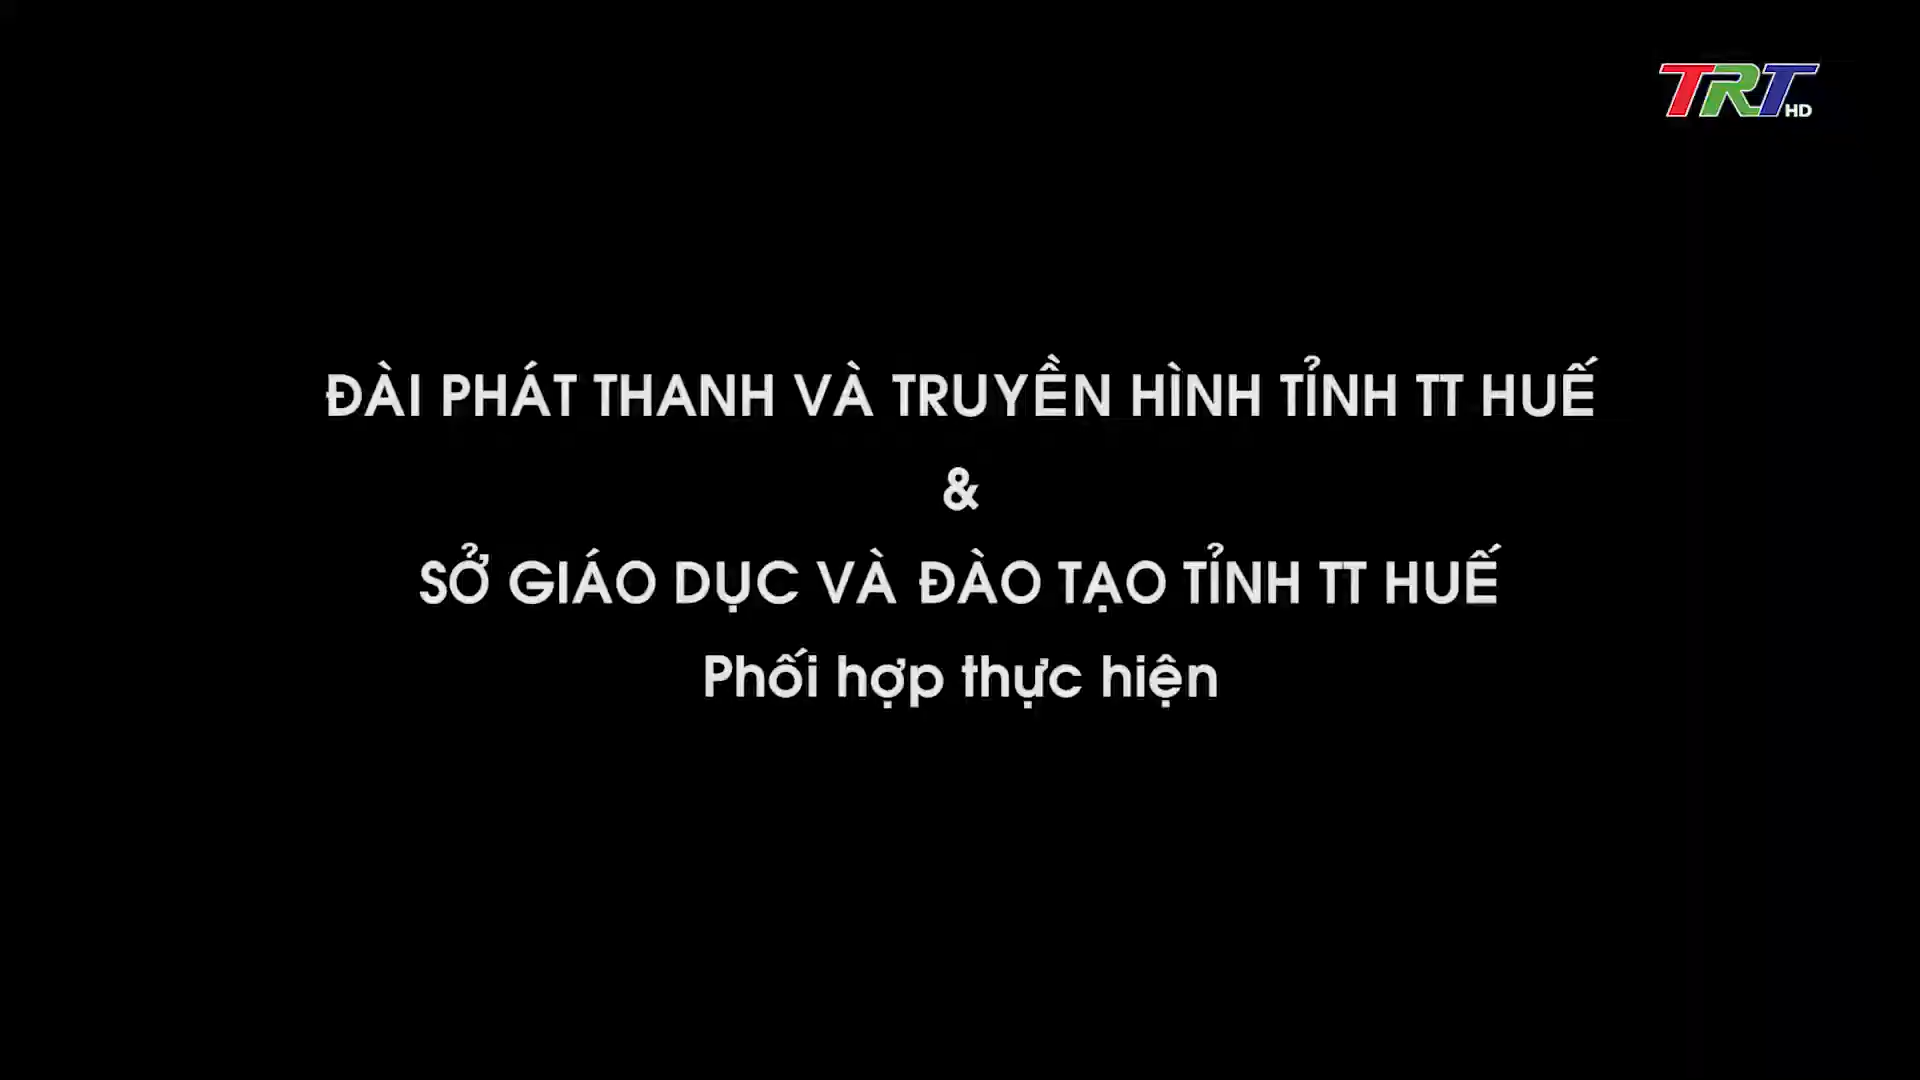 TRT HD
ĐÀI PHÁT THANH VÀ TRUYỀN HÌNH TỈNH TT HUẾ
&
SỞ GIÁO DỤC VÀ ĐÀO TẠO TỈNH TT HUẾ
Phối hợp thực hiện